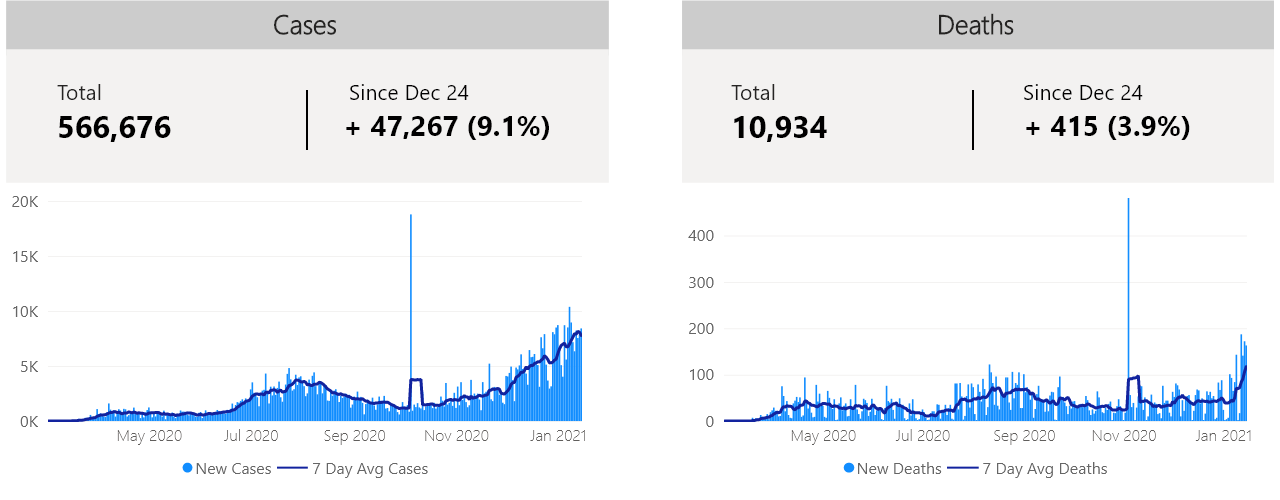 Cases
Total
Since Dec 24
566,676
+ 47,267 (9.1%)
20K
15K
10K
5K
0K
May 2020
Jul 2020
Sep 2020
Nov 2020
Jan 2021
New Cases
7 Day Avg Cases
Deaths
Total
Since Dec 24
10,934
+ 415 (3.9%)
400
300
200
100
0
May 2020
Jul 2020
Sep 2020
Nov 2020
Jan 2021
New Deaths
7 Day Avg Deaths